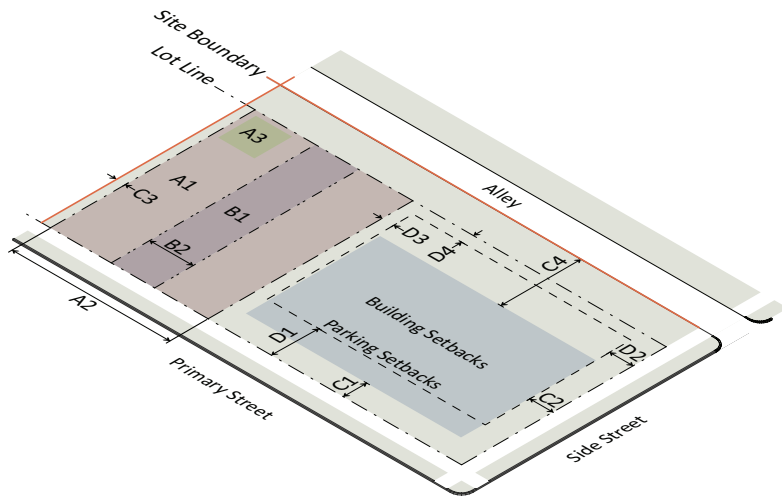 Site Boundary
Lot Line
A3
A1
C3
B1
B2
A2
Alley
D3
D4
C4
Building Setbacks
Parking Setbacks
D1
D2
C1
C2
Primary Street
Side Street